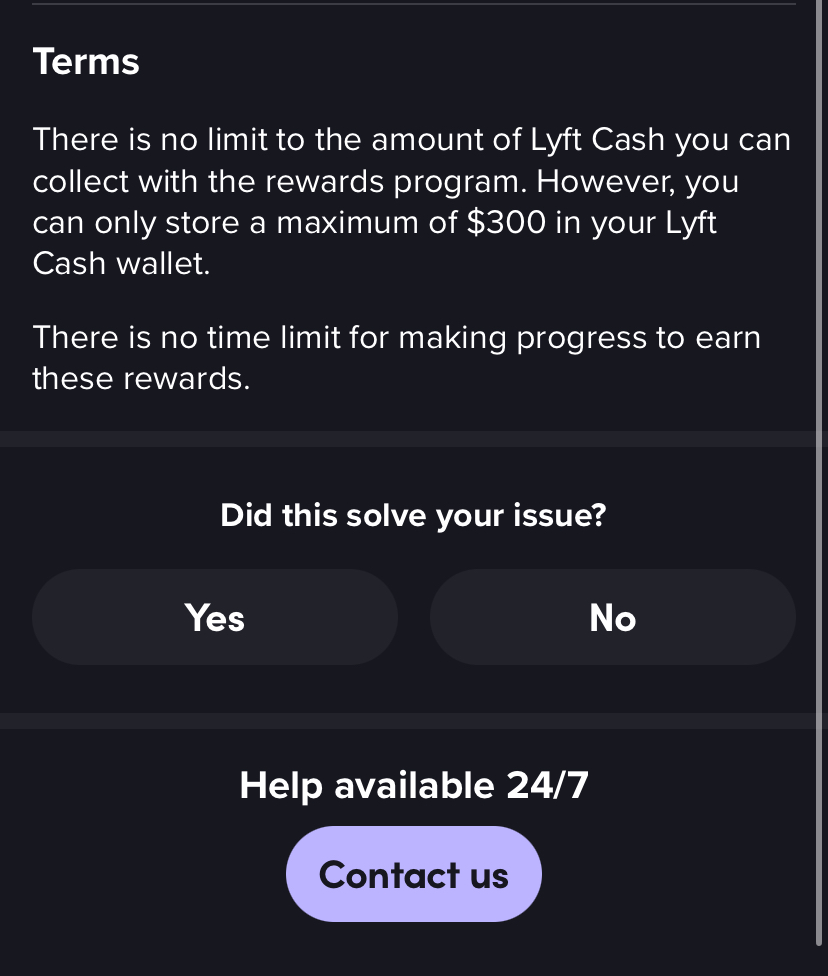 Terms
There is no limit to the amount of Lyft Cash you can
collect with the rewards program. However, you
can only store a maximum of $300 in your Lyft
Cash wallet.
There is no time limit for making progress to earn
these rewards.
Did this solve your issue?
Yes
No
Help available 24/7
Contact us